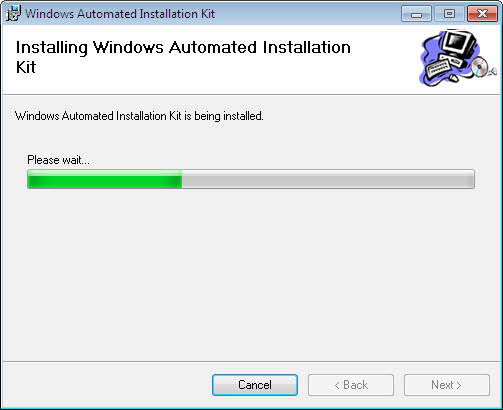 Windows Automated Installation Kit
Installing Windows Automated Installation
Kit
Windows Automated Installation Kit is being installed.
Please wait...
Cancel
< Back
Next >